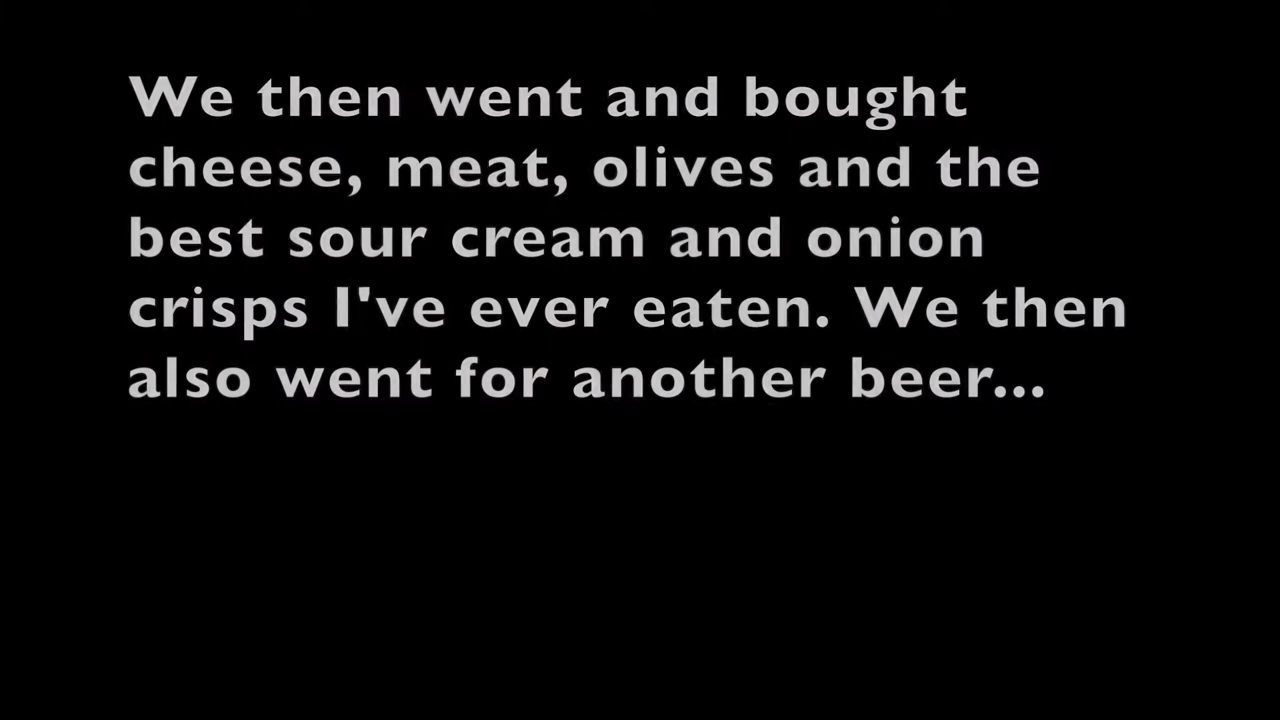 We then went and bought
cheese, meat, olives and the
best sour cream and onion
crisps I've ever eaten. We then
also went for another beer...